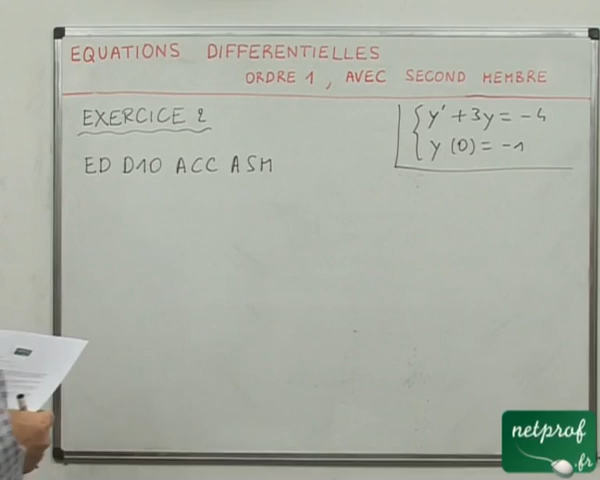 EQUATIONS DIFFERENTIELLES
ORDRE 1, AVEC SECOND MEMBRE
EXERCICE 2
y' + 3y = -4
y (0) = -1
ED D10 ACC ASM
netprof
.fr